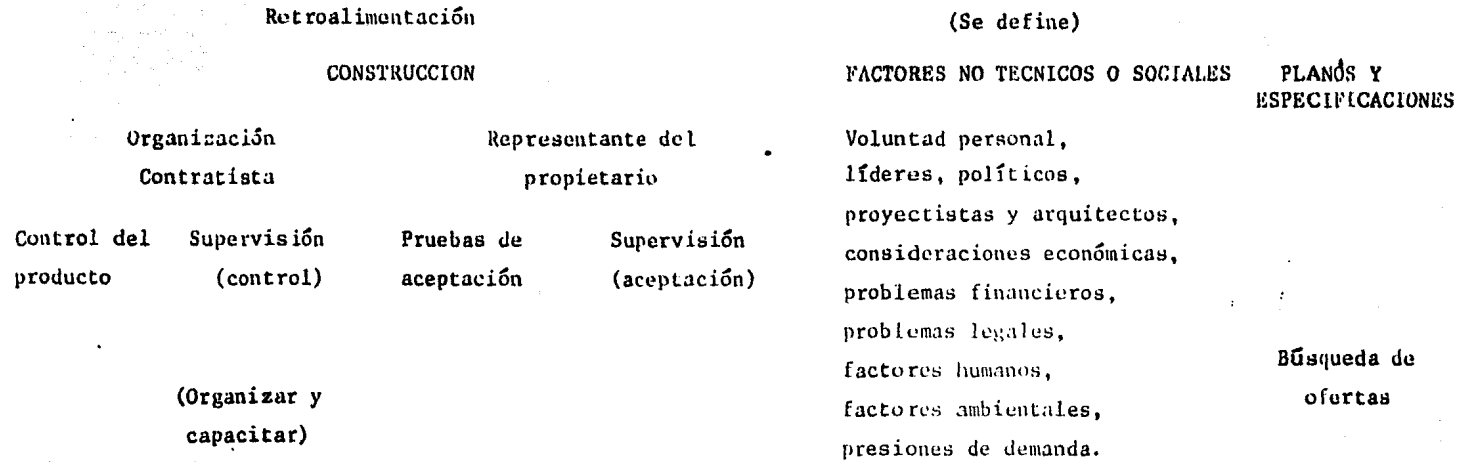 Retroalimentación
(Se define)
CONSTRUCCION
FACTORES NO TECNICOS O SOCIALES
PLANOS Y
ESPECIFICACIONES
Organización
Contratista
Representante del
propietario
Control del
producto
Supervisión
(control)
Pruebas de
aceptación
Supervisión
(aceptación)
(Organizar y
capacitar)
Voluntad personal,
líderes, políticos,
proyectistas y arquitectos,
consideraciones económicas,
problemas financieros,
problemas legales,
factores humanos,
factores ambientales,
presiones de demanda.
Búsqueda de
ofertas